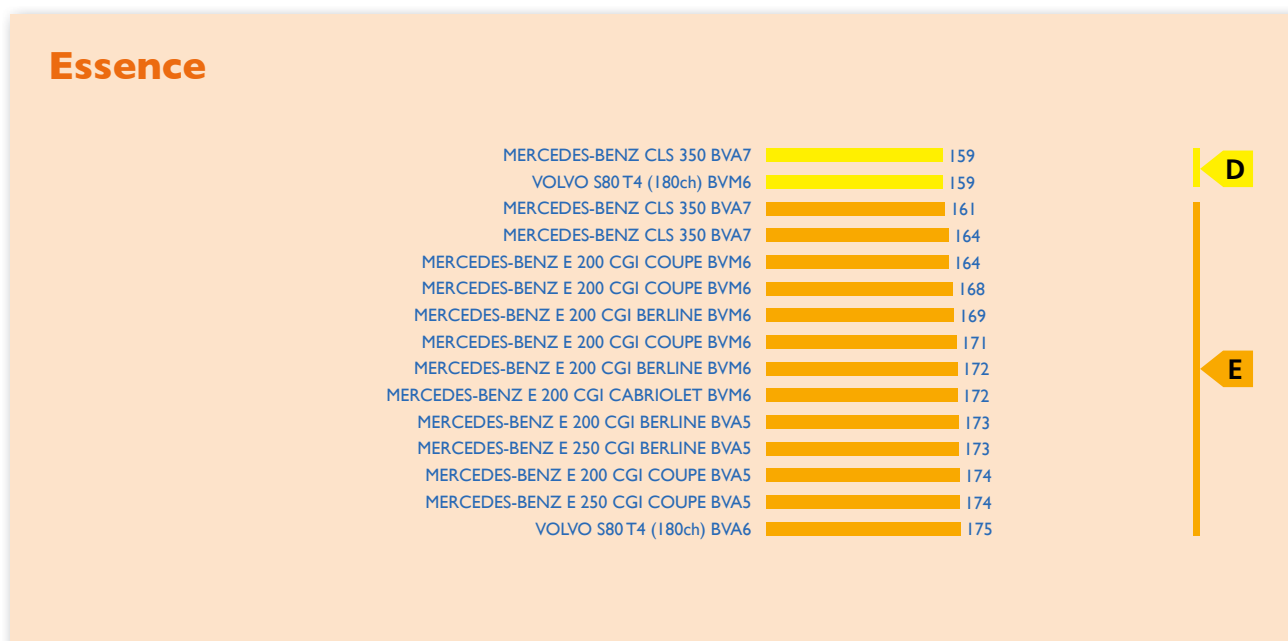 Essence
MERCEDES-BENZ CLS 350 BVA7 159
D
VOLVO S80 T4 (180ch) BVM6 159
MERCEDES-BENZ CLS 350 BVA7 161
MERCEDES-BENZ CLS 350 BVA7 164
MERCEDES-BENZ E 200 CGI COUPE BVM6 164
MERCEDES-BENZ E 200 CGI COUPE BVM6 168
MERCEDES-BENZ E 200 CGI BERLINE BVM6 169
MERCEDES-BENZ E 200 CGI COUPE BVM6 171
MERCEDES-BENZ E 200 CGI BERLINE BVM6 172
E
MERCEDES-BENZ E 200 CGI CABRIOLET BVM6 172
MERCEDES-BENZ E 200 CGI BERLINE BVA5 173
MERCEDES-BENZ E 250 CGI BERLINE BVA5 173
MERCEDES-BENZ E 200 CGI COUPE BVA5 174
MERCEDES-BENZ E 250 CGI COUPE BVA5 174
VOLVO S80 T4 (180ch) BVA6 175